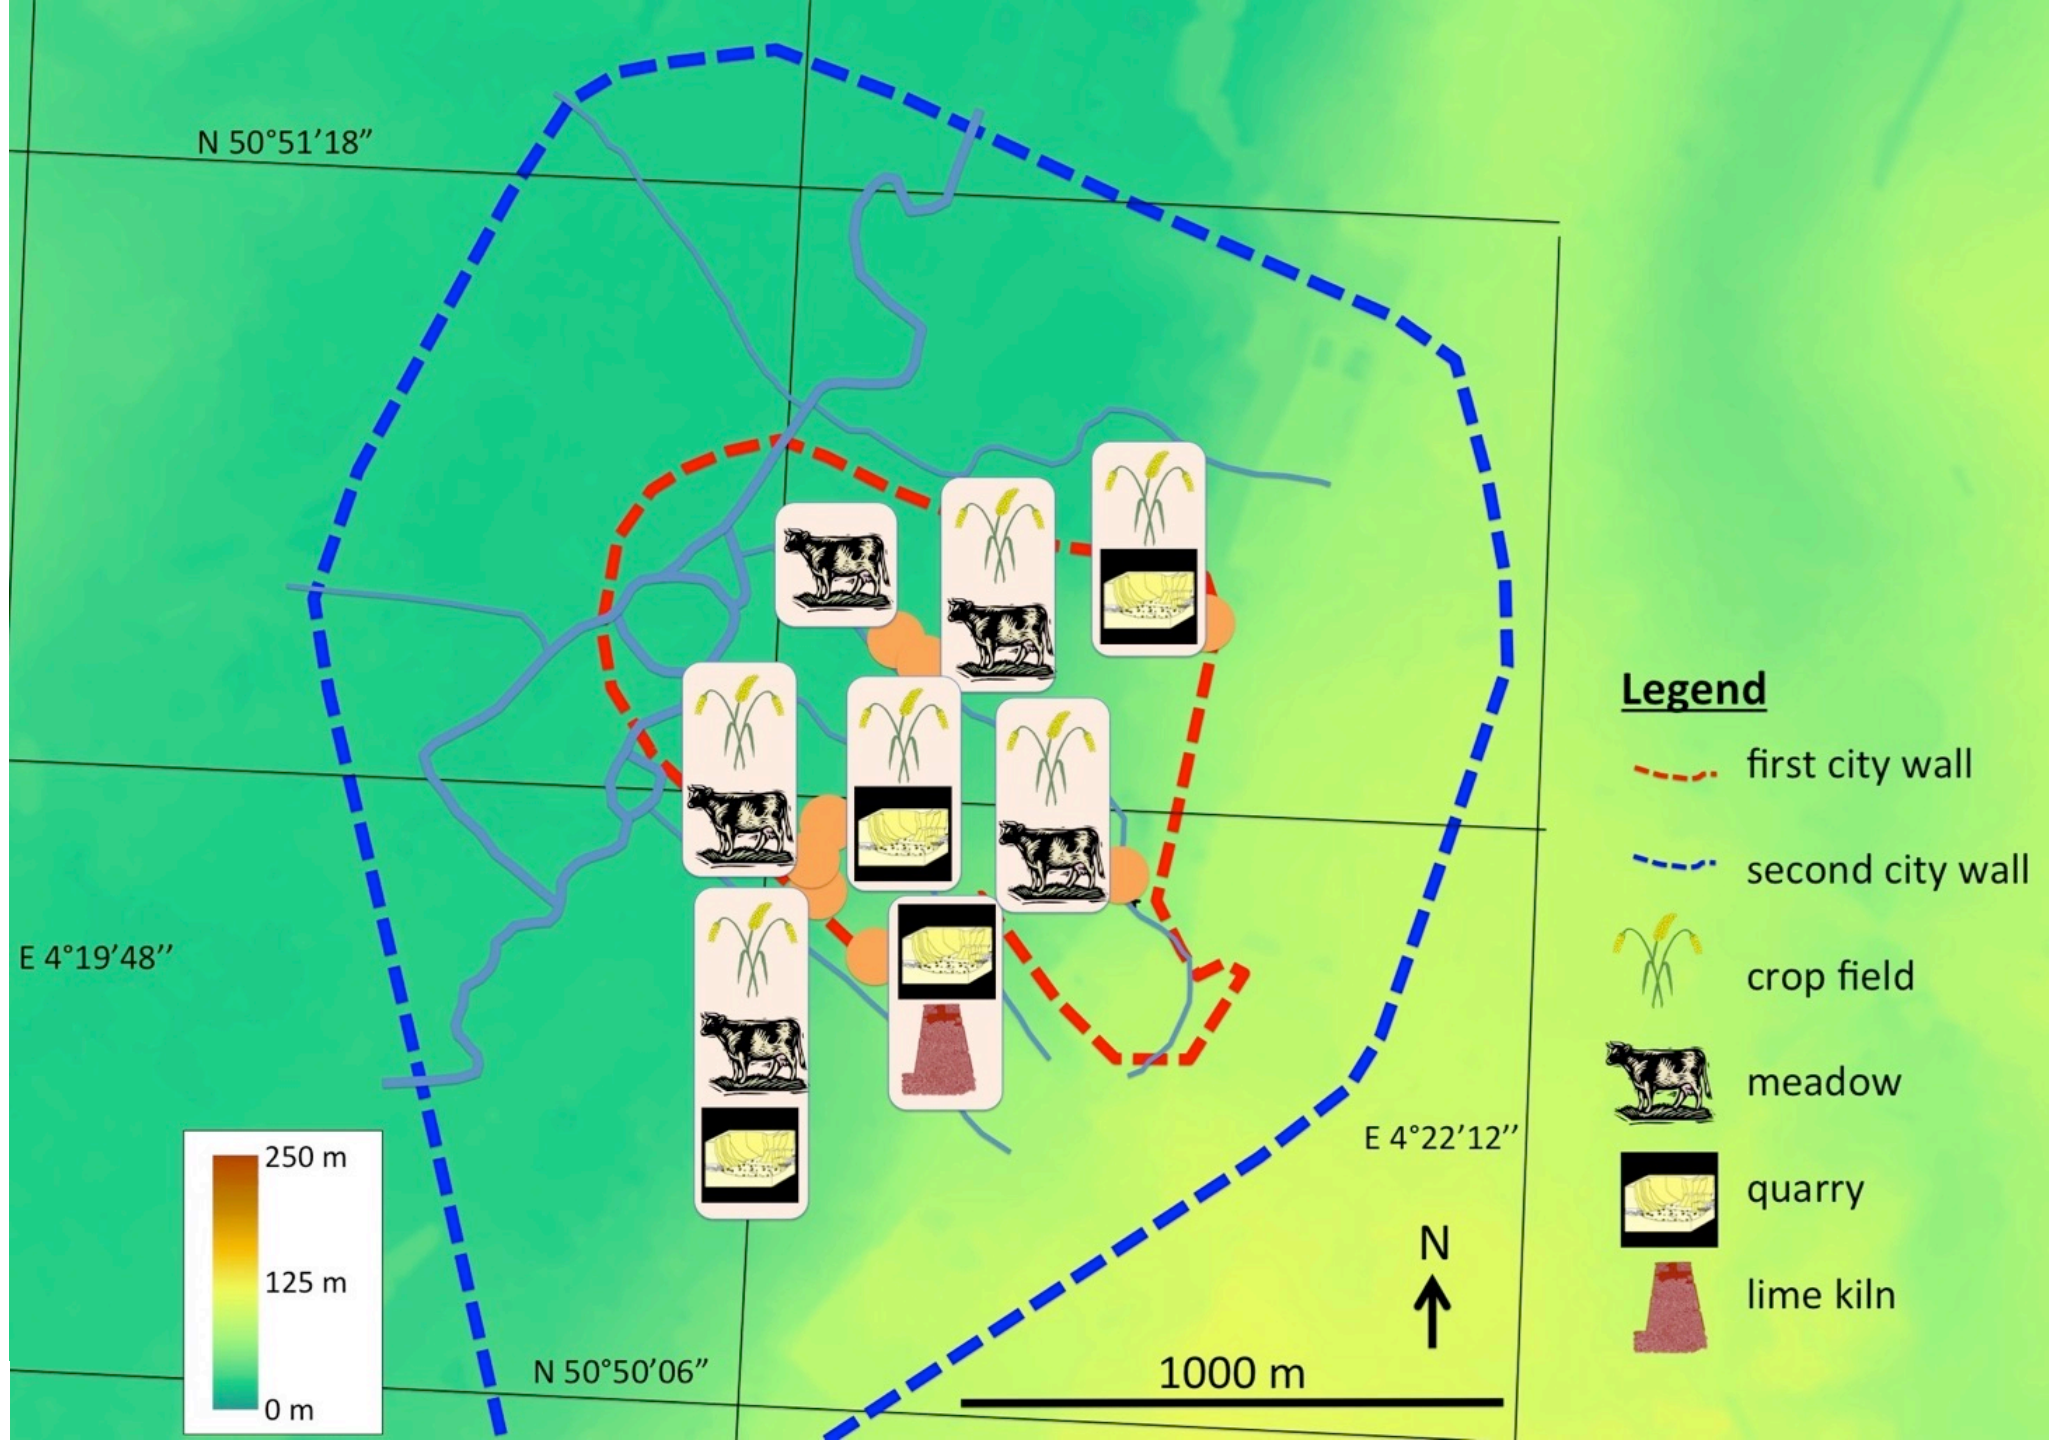 N 50°51’18”
Legend
first city wall
second city wall
E 4°19’48’’
crop field
meadow
E 4°22’12’’
250 m
quarry
125 m
N
lime kiln
N 50°50’06”
1000 m
0 m